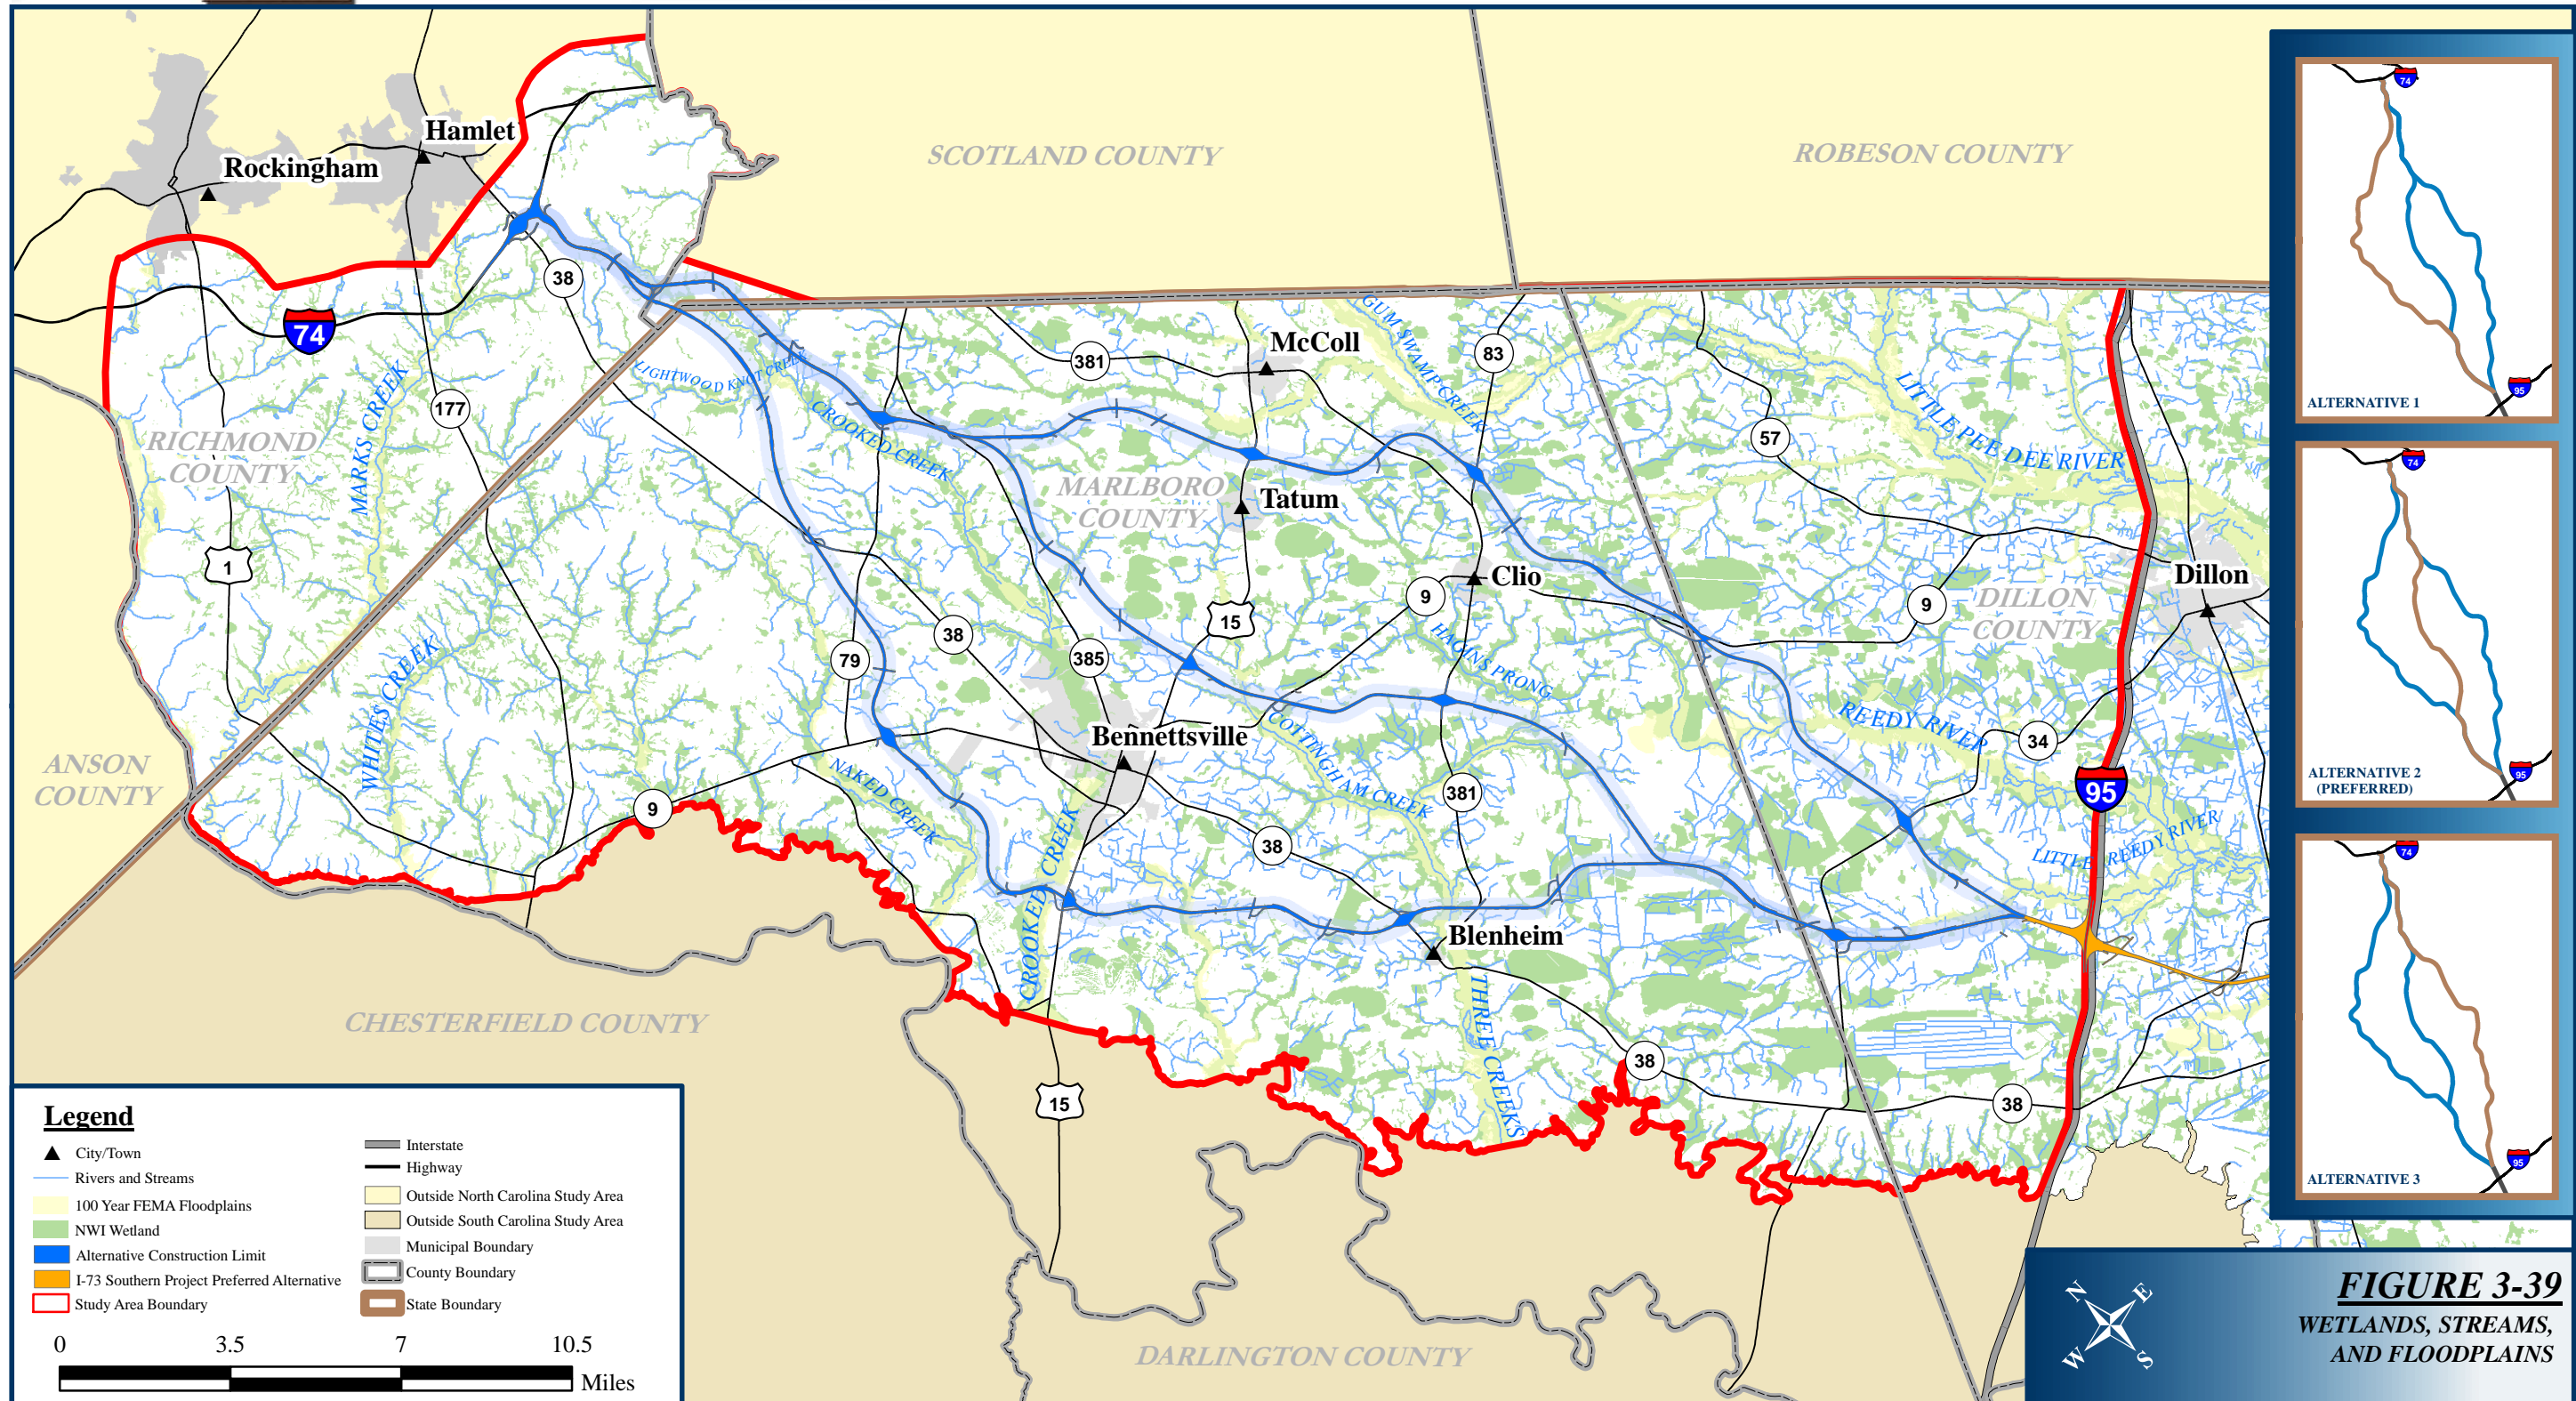 Hamlet
Rockingham
SCOTLAND COUNTY
ROBESON COUNTY
38
74
177
RICHMOND
COUNTY
MARKS CREEK
1
WHITES CREEK
ANSON
COUNTY
LIGHTWOOD KNOT CREEK
CROOKED CREEK
381
McColl
GUM SWAMP CREEK
83
MARLBORO
COUNTY
Tatum
57
LITTLE PEE DEE RIVER
Clio
9
9
DILLON
COUNTY
Dillon
15
HAGINS PRONG
38
79
385
REEDY RIVER
34
95
Bennettsville
COTTINGHAM CREEK
381
NAKED CREEK
9
CROOKED CREEK
38
LITTLE REEDY RIVER
Blenheim
THREE CREEKS
CHESTERFIELD COUNTY
38
38
15
DARLINGTON COUNTY
74
95
ALTERNATIVE 1
74
95
ALTERNATIVE 2
(PREFERRED)
74
95
ALTERNATIVE 3
Legend
City/Town
Rivers and Streams
100 Year FEMA Floodplains
NWI Wetland
Alternative Construction Limit
I-73 Southern Project Preferred Alternative
Study Area Boundary
Interstate
Highway
Outside North Carolina Study Area
Outside South Carolina Study Area
Municipal Boundary
County Boundary
State Boundary
0 3.5 7 10.5
Miles
N
E
W
S
FIGURE 3-39
WETLANDS, STREAMS,
AND FLOODPLAINS